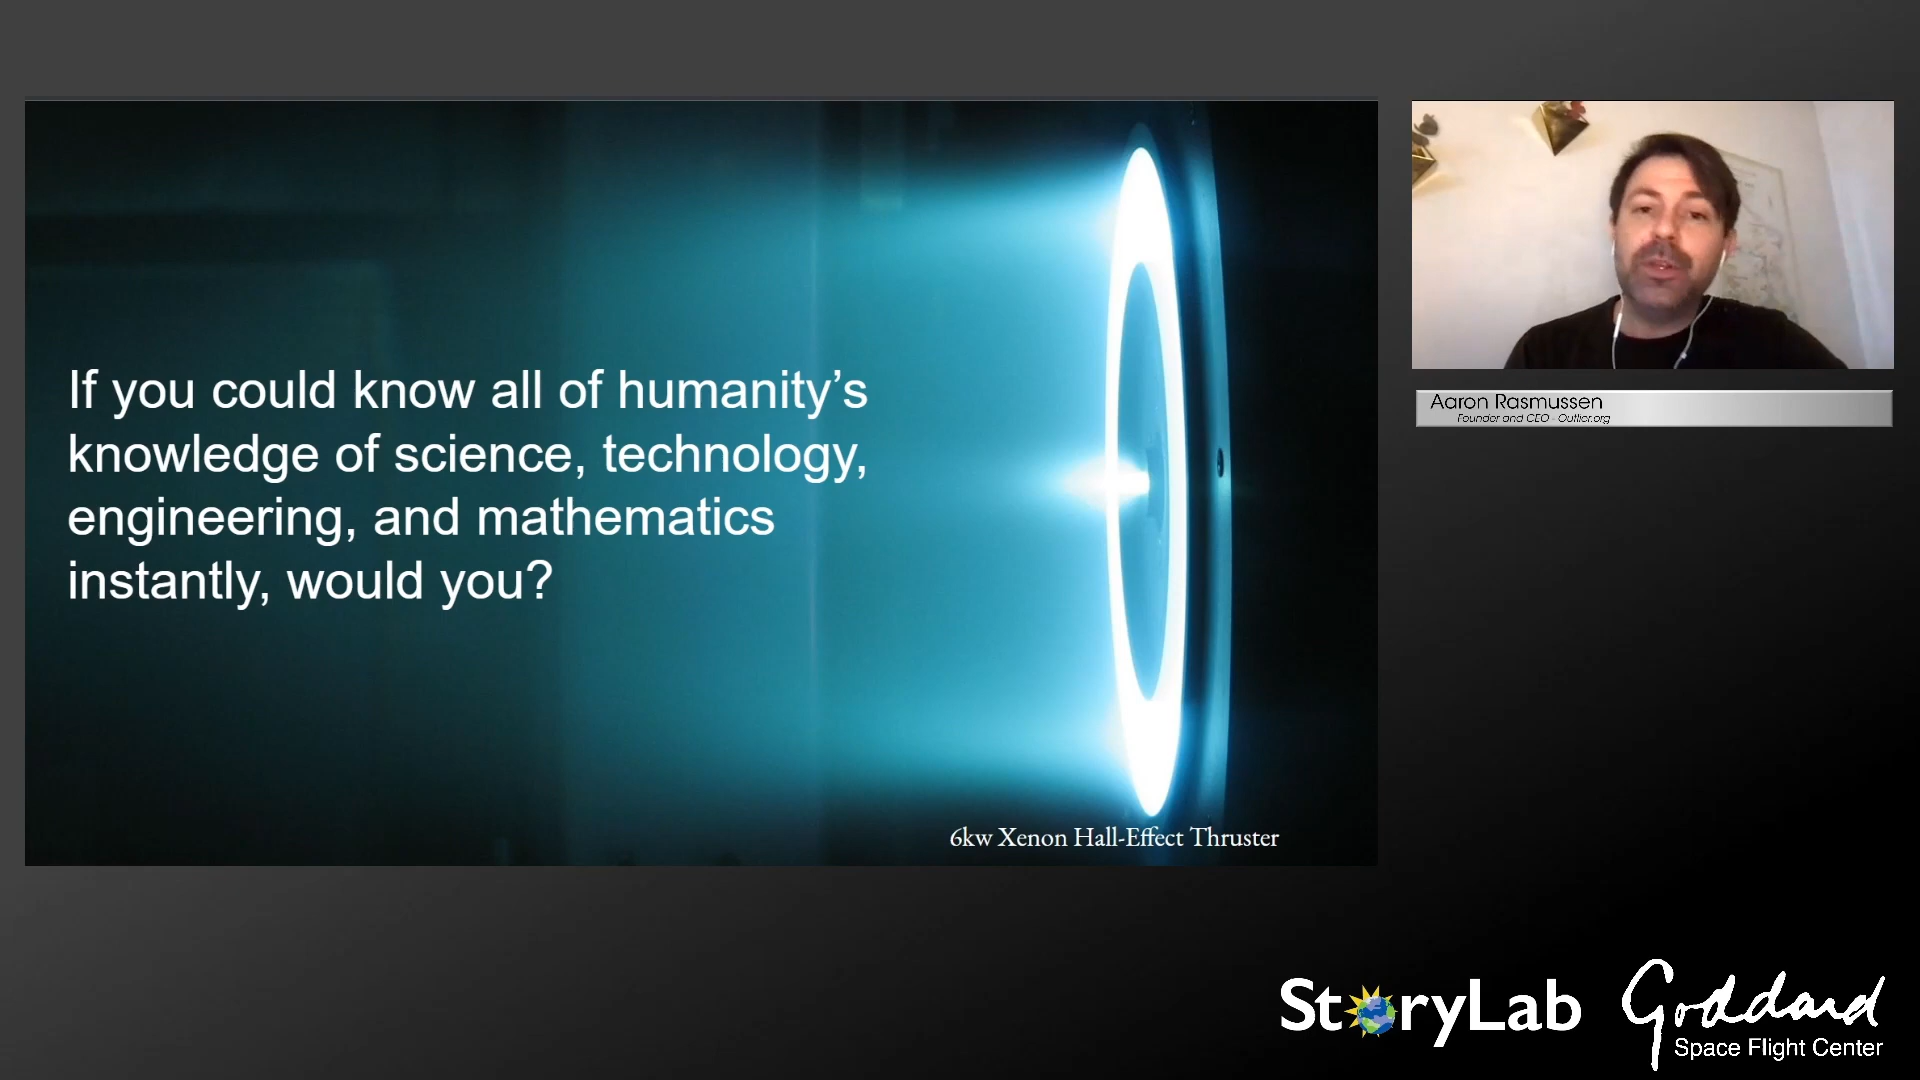 If you could know all of humanity’s
knowledge of science, technology,
engineering, and mathematics
instantly, would you?
6kw Xenon Hall-Effect Thruster
Aaron Rasmussen
Founder and CEO - Outlier.org
StoryLab
Goddard
Space Flight Center